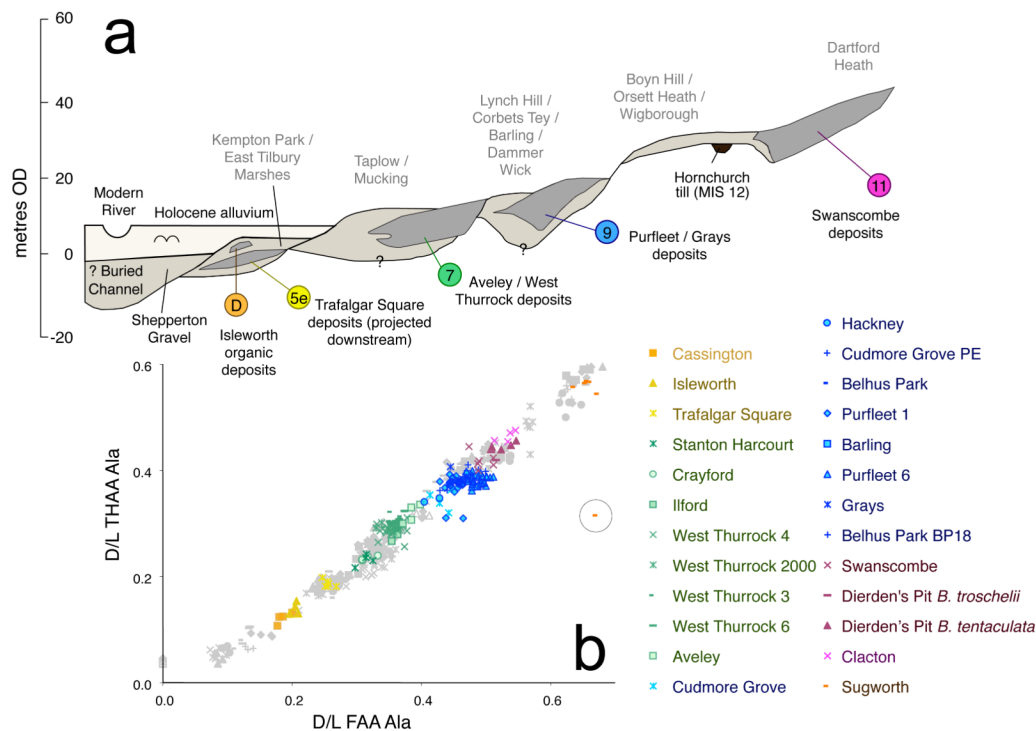 60
40
20
0
-20
metres OD
a
Dartford
Heath
Boyn Hill /
Orsett Heath /
Wigborough
Lynch Hill /
Corbets Tey /
Barling /
Dammer
Wick
Kempton Park /
East Tilbury
Marshes
Taplow /
Mucking
Modern
River
Holocene alluvium
Hornchurch
till (MIS 12)
11
Swanscombe
deposits
9
Purfleet / Grays
deposits
?
?
7
Aveley / West
Thurrock deposits
? Buried
Channel
Shepperton
Gravel
D
Isleworth
organic
deposits
5e
Trafalgar Square
deposits (projected
downstream)
0.6
0.4
0.2
0.0
D/L THAA Ala
0.0
0.2
0.4
0.6
D/L FAA Ala
b
Cassington
Isleworth
Trafalgar Square
Stanton Harcourt
Crayford
Ilford
West Thurrock 4
West Thurrock 2000
West Thurrock 3
West Thurrock 6
Aveley
Cudmore Grove
Hackney
Cudmore Grove PE
Belhus Park
Purfleet 1
Barling
Purfleet 6
Grays
Belhus Park BP18
Swanscombe
Dierden's Pit B. troschelii
Dierden's Pit B. tentaculata
Clacton
Sugworth